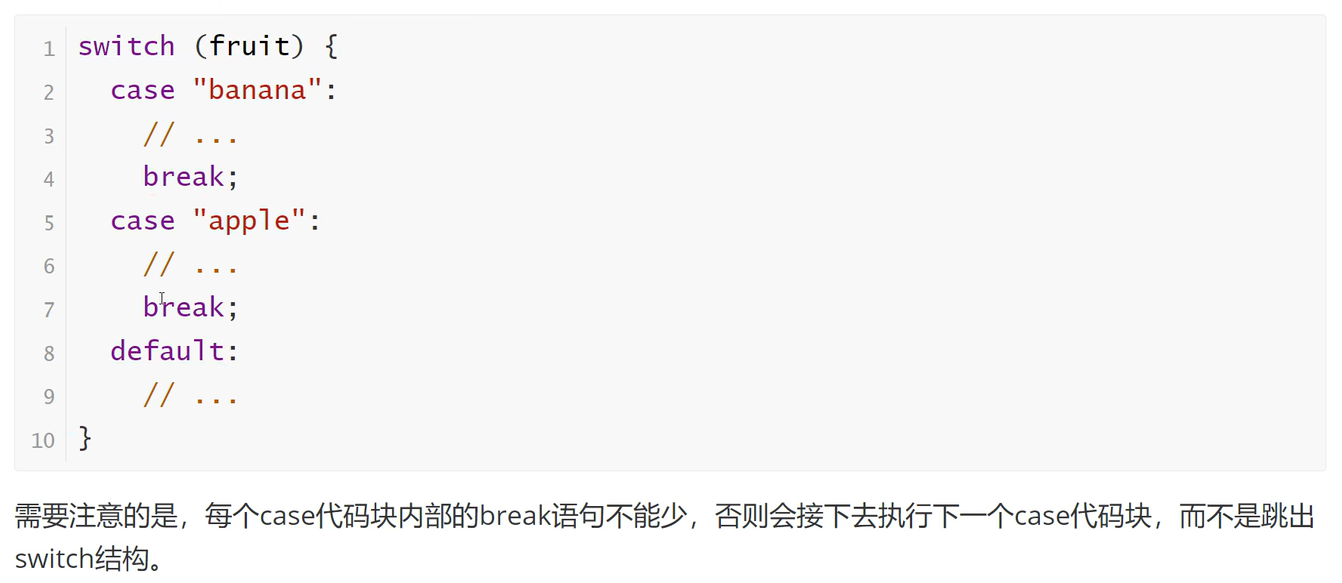 1 switch (fruit) {
2   case "banana":
3     // ...
4     break;
5   case "apple":
6     // ...
7     break;
8   default:
9     // ...
10 }
需要注意的是，每个case代码块内部的break语句不能少，否则会接下去执行下一个case代码块，而不是跳出
switch结构。